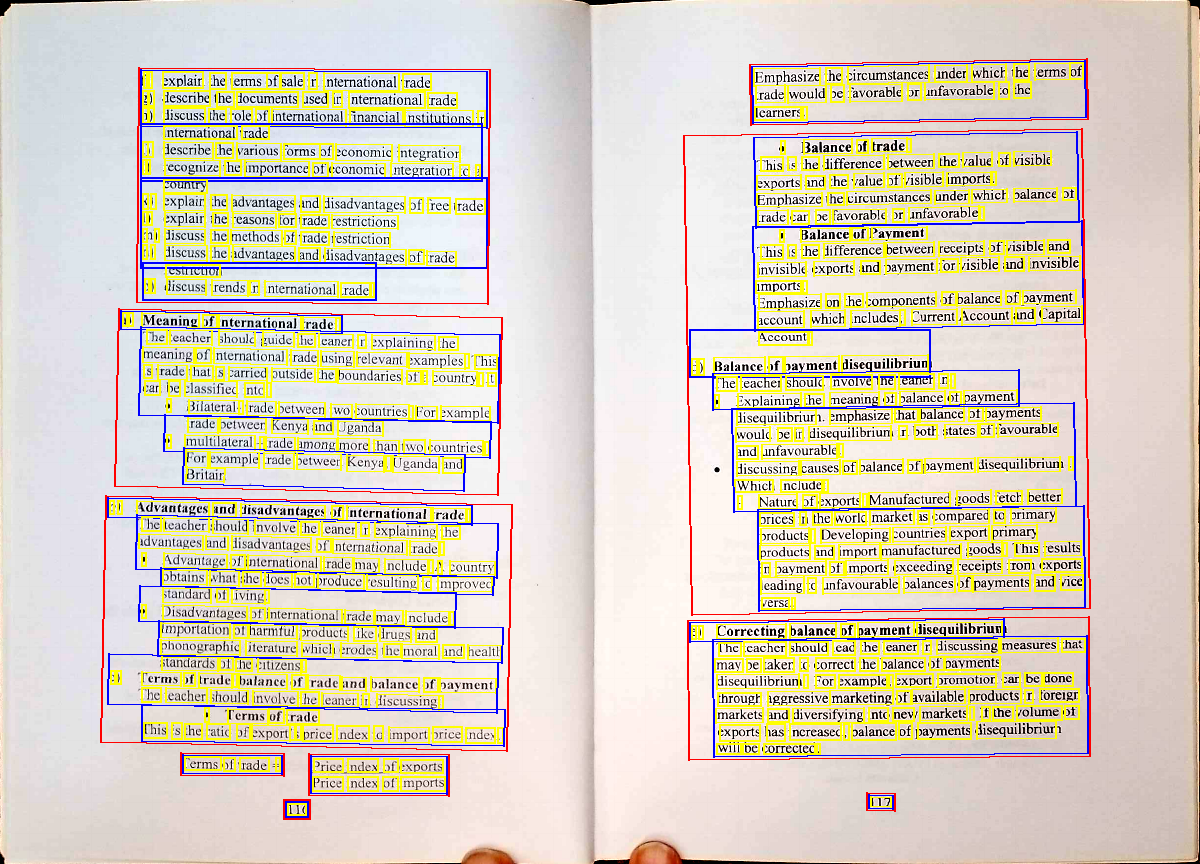 explain the terms of sale in international trade
describe the documents used in international trade
discuss the role of international financial institutions in
international trade
describe the various forms of economic integration
recognize the importance of economic integration to a
country
explain the advantages and disadvantages of free trade
explain the reasons for trade restrictions
discuss the methods of trade restriction
discuss the advantages and disadvantages of trade
restriction
discuss trends in international trade
Meaning of international trade
The teacher should guide the leaner in explaining the
meaning of international trade using relevant examples. This
is trade that is carried outside the boundaries of a country. It
can be classified into
• Bilateral- trade between two countries. For example
trade between Kenya and Uganda
• multilateral - trade among more than two countries
For example trade between Kenya, Uganda and
Britain
Advantages and disadvantages of international trade
The teacher should involve the leaner in explaining the
advantages and disadvantages of international trade
• Advantage of international trade may include: A country
obtains what she does not produce resulting to improved
standard of living.
• Disadvantages of international trade may include
importation of harmful products like drugs and
phonographic literature which erodes the moral and health
standards of the citizens
Terms of trade balance of trade and balance of payment
The teacher should involve the leaner in discussing
• Terms of trade
This is the ratio of export's price index to import price index.
Terms of trade =
Price index of exports
Price index of imports
116
Emphasize the circumstances under which the terms of
trade would be favorable or unfavorable to the
learners.
• Balance of trade
This is the difference between the value of visible
exports and the value of visible imports.
Emphasize the circumstances under which balance of
trade can be favorable or unfavorable
• Balance of Payment
This is the difference between receipts of visible and
invisible exports and payment for visible and invisible
imports.
Emphasize on the components of balance of payment
account which includes; Current Account and Capital
Account
Balance of payment disequilibrium
The teacher should involve the leaner in
• Explaining the meaning of balance of payment
disequilibrium, emphasize that balance of payments
would be in disequilibrium in both states of favourable
and unfavourable.
• discussing causes of balance of payment disequilibrium.
Which include
Nature of exports. Manufactured goods fetch better
prices in the world market as compared to primary
products. Developing countries export primary
products and import manufactured goods. This results
in payment of imports exceeding receipts from exports
leading to unfavourable balances of payments and vice
versa.
Correcting balance of payment disequilibrium
The teacher should lead the leaner in discussing measures that
may be taken to correct the balance of payments
disequilibrium. For example, export promotion can be done
through aggressive marketing of available products in foreign
markets and diversifying into new markets. If the volume of
exports has increased, balance of payments disequilibrium
will be corrected.
117